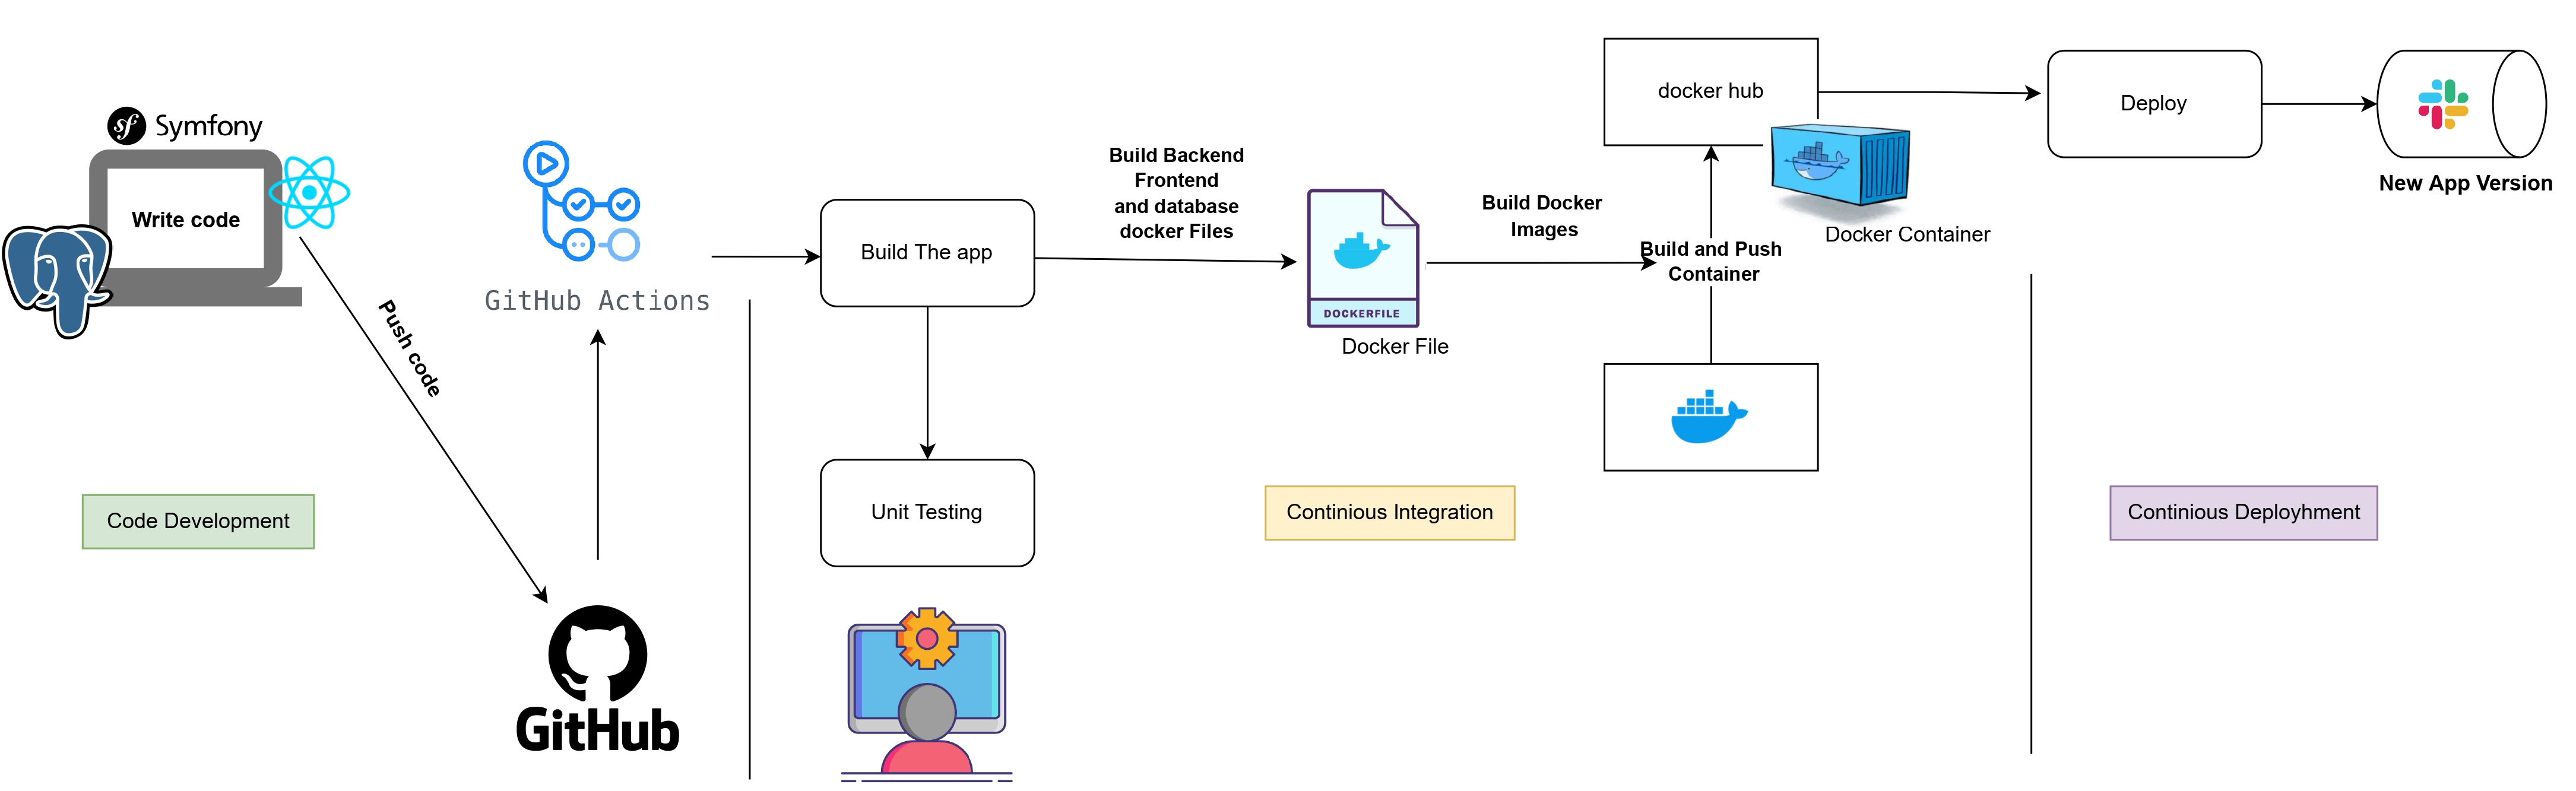 Symfony
Write code
Push code
Code Development
GitHub Actions
GitHub
Build The app
Unit Testing
Build Backend
Frontend
and database
docker Files
DOCKERFILE
Docker File
Build Docker
Images
Build and Push
Container
docker hub
Docker Container
Continious Integration
Deploy
New App Version
Continious Deployhment